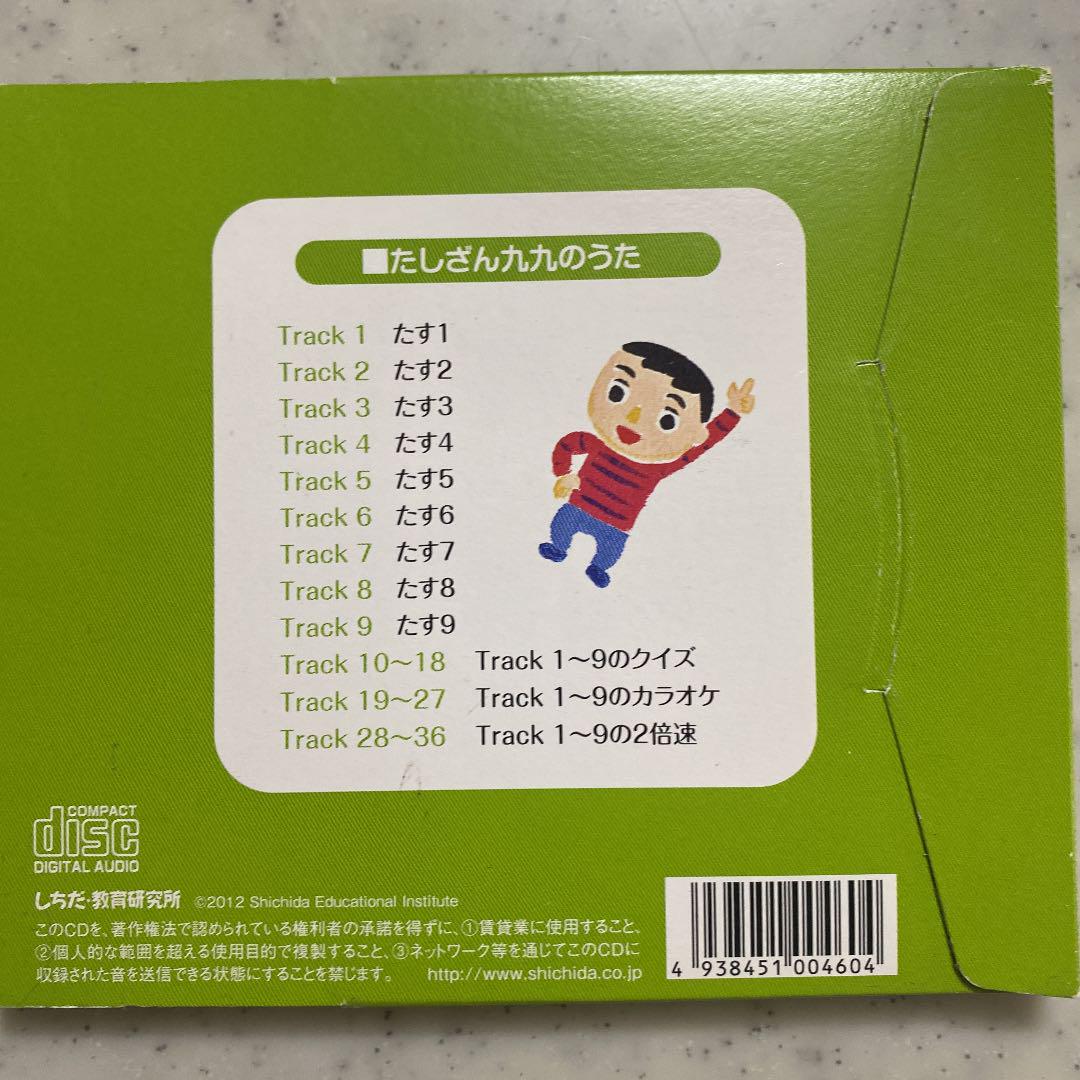 ■たしざん九九のうた
Track 1 たす1
Track 2 たす2
Track 3 たす3
Track 4 たす4
Track 5 たす5
Track 6 たす6
Track 7 たす7
Track 8 たす8
Track 9 たす9
Track 10～18 Track 1～9のクイズ
Track 19～27 Track 1～9のカラオケ
Track 28～36 Track 1～9の2倍速
COMPACT
disc
DIGITAL AUDIO
しちだ・教育研究所 ©2012 Shichida Educational Institute
このCDを、著作権法で認められている権利者の承諾を得ずに、①賃貸業に使用すること、
②個人的な範囲を超える使用目的で複製すること、③ネットワーク等を通じてこのCDに
収録された音を送信できる状態にすることを禁じます。 http://www.shichida.co.jp
4 938451 004604